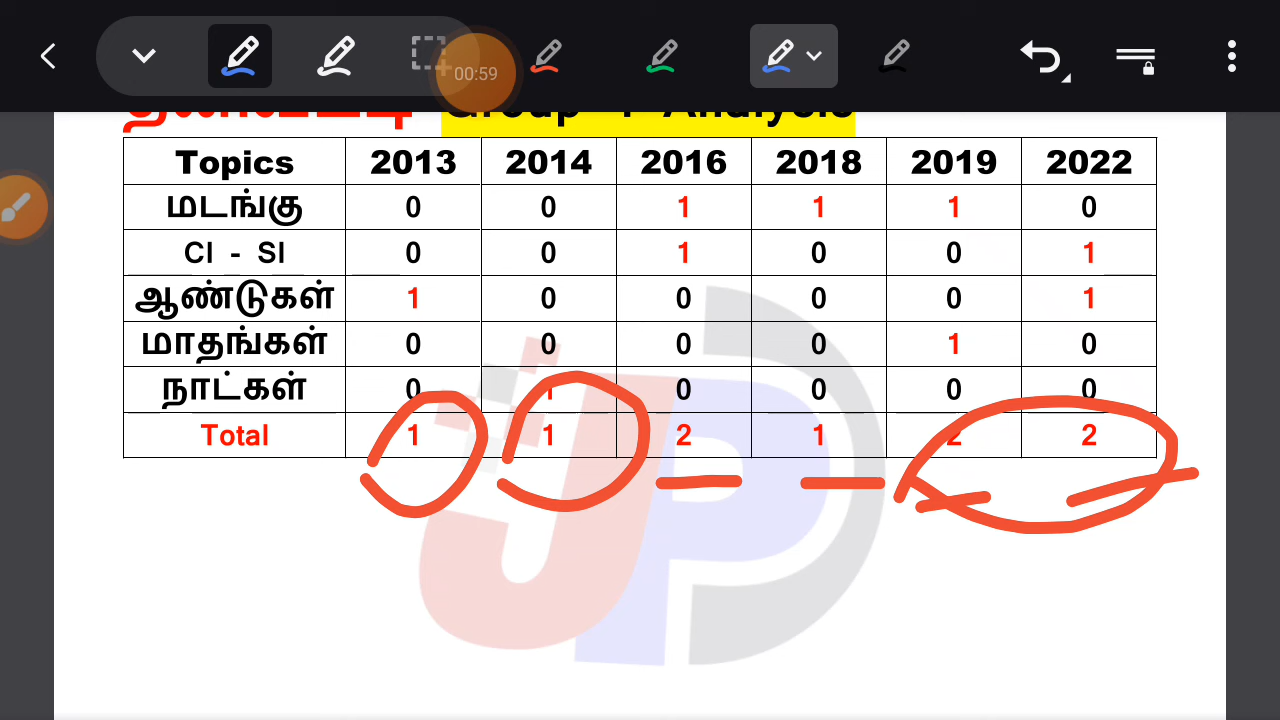 00:59
Topics 2013 2014 2016 2018 2019 2022
மடங்கு 0 0 1 1 1 0
CI - SI 0 0 1 0 0 1
ஆண்டுகள் 1 0 0 0 0 1
மாதங்கள் 0 0 0 0 1 0
நாட்கள் 0 1 0 0 0 0
Total 1 1 2 1 2 2
JP